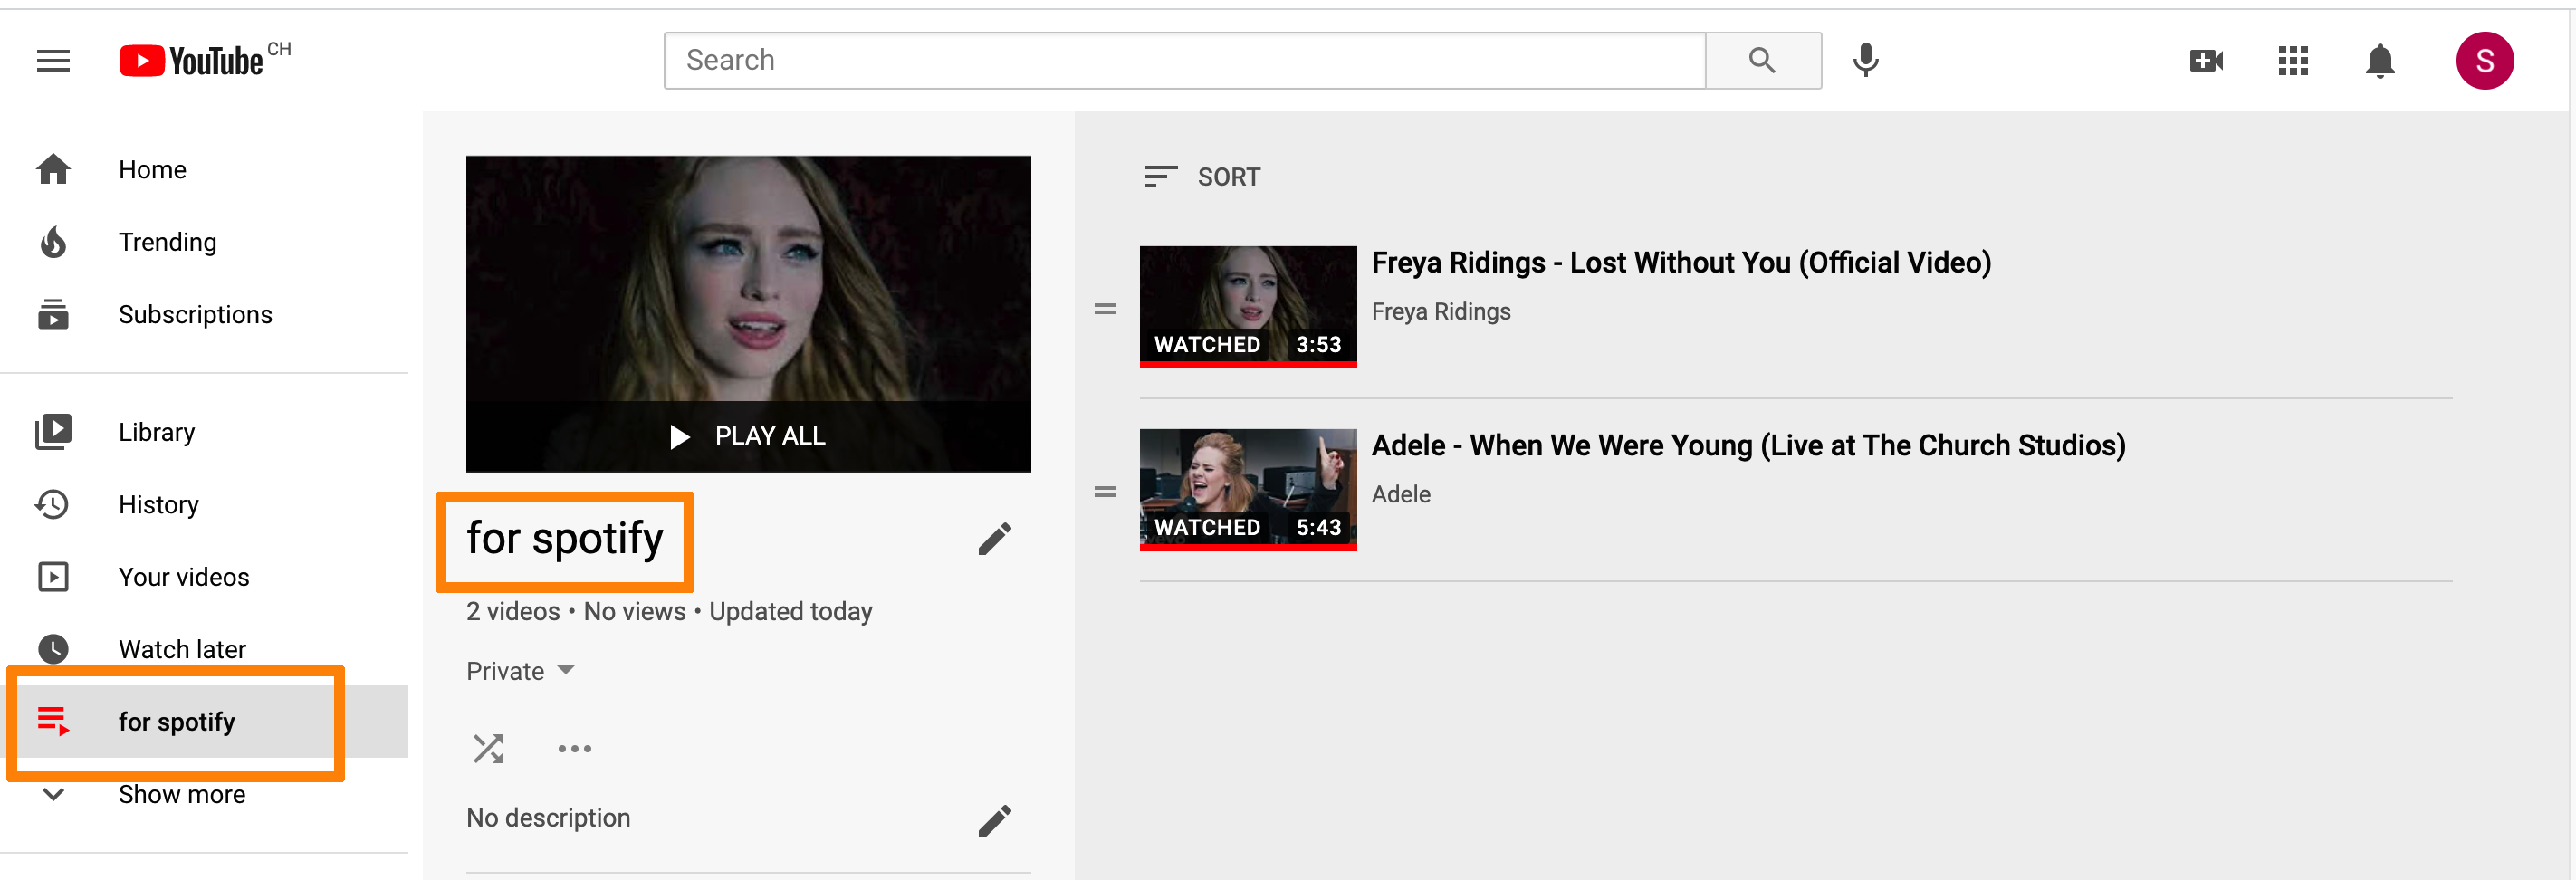 YouTube CH
Search
S
Home
Trending
Subscriptions
Library
History
Your videos
Watch later
for spotify
Show more
PLAY ALL
for spotify
2 videos • No views • Updated today
Private
No description
SORT
Freya Ridings - Lost Without You (Official Video)
Freya Ridings
WATCHED 3:53
Adele - When We Were Young (Live at The Church Studios)
Adele
WATCHED 5:43